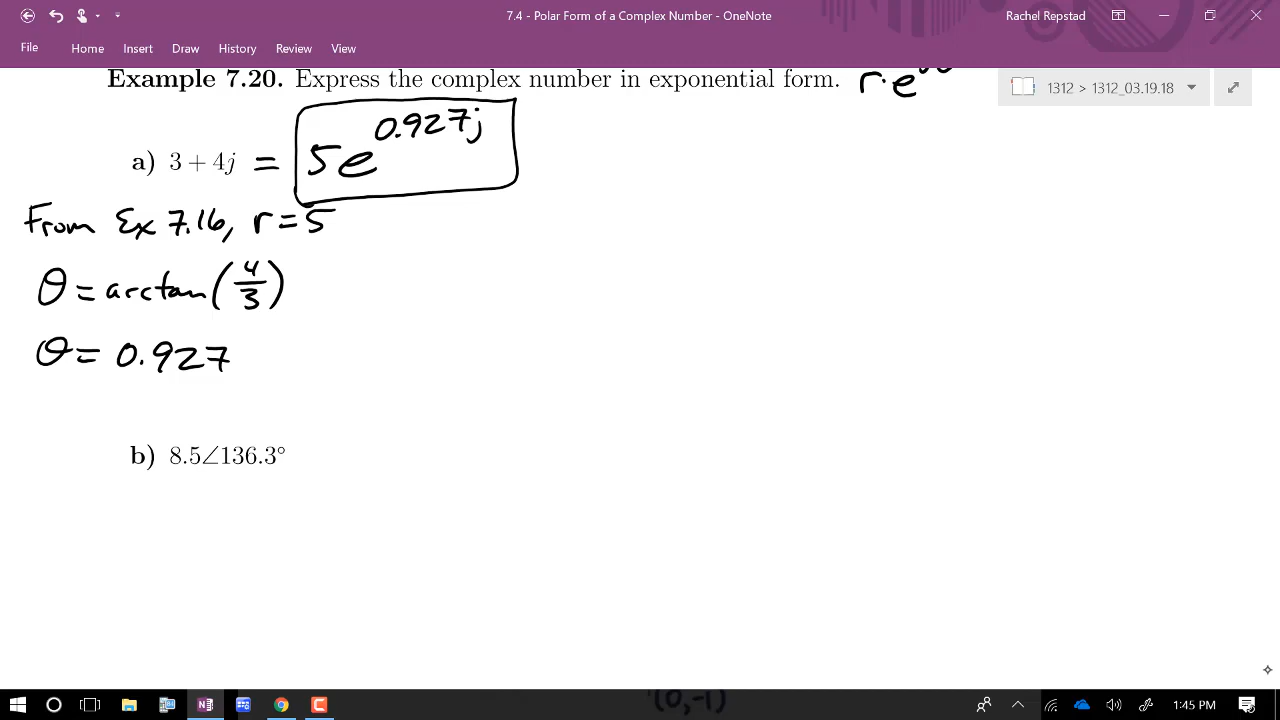 7.4 - Polar Form of a Complex Number - OneNote
Rachel Repstad
File Home Insert Draw History Review View
Example 7.20. Express the complex number in exponential form. r·e
1312 > 1312_03.19.18
a) 3 + 4j = 5e^0.927j
From Ex 7.16, r = 5
θ = arctan(4/3)
θ = 0.927
b) 8.5∠136.3°
(0,-1)
1:45 PM